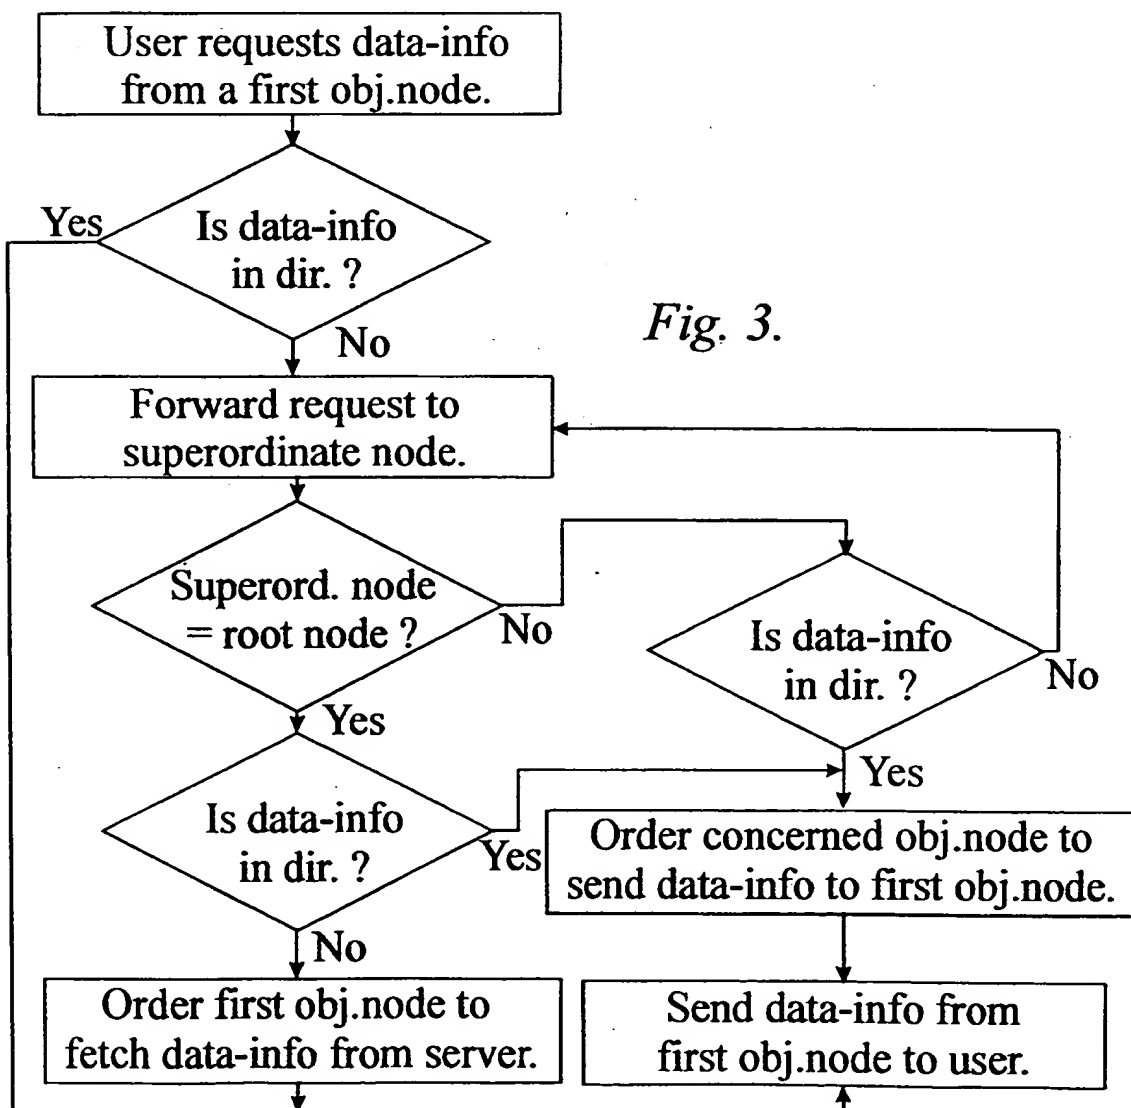 User requests data-info
from a first obj.node.
Yes
Is data-info
in dir. ?
No
Fig. 3.
Forward request to
superordinate node.
Superord. node
= root node ?
No
Is data-info
in dir. ?
No
Yes
Yes
Is data-info
in dir. ?
Yes
Order concerned obj.node to
send data-info to first obj.node.
No
Order first obj.node to
fetch data-info from server.
Send data-info from
first obj.node to user.